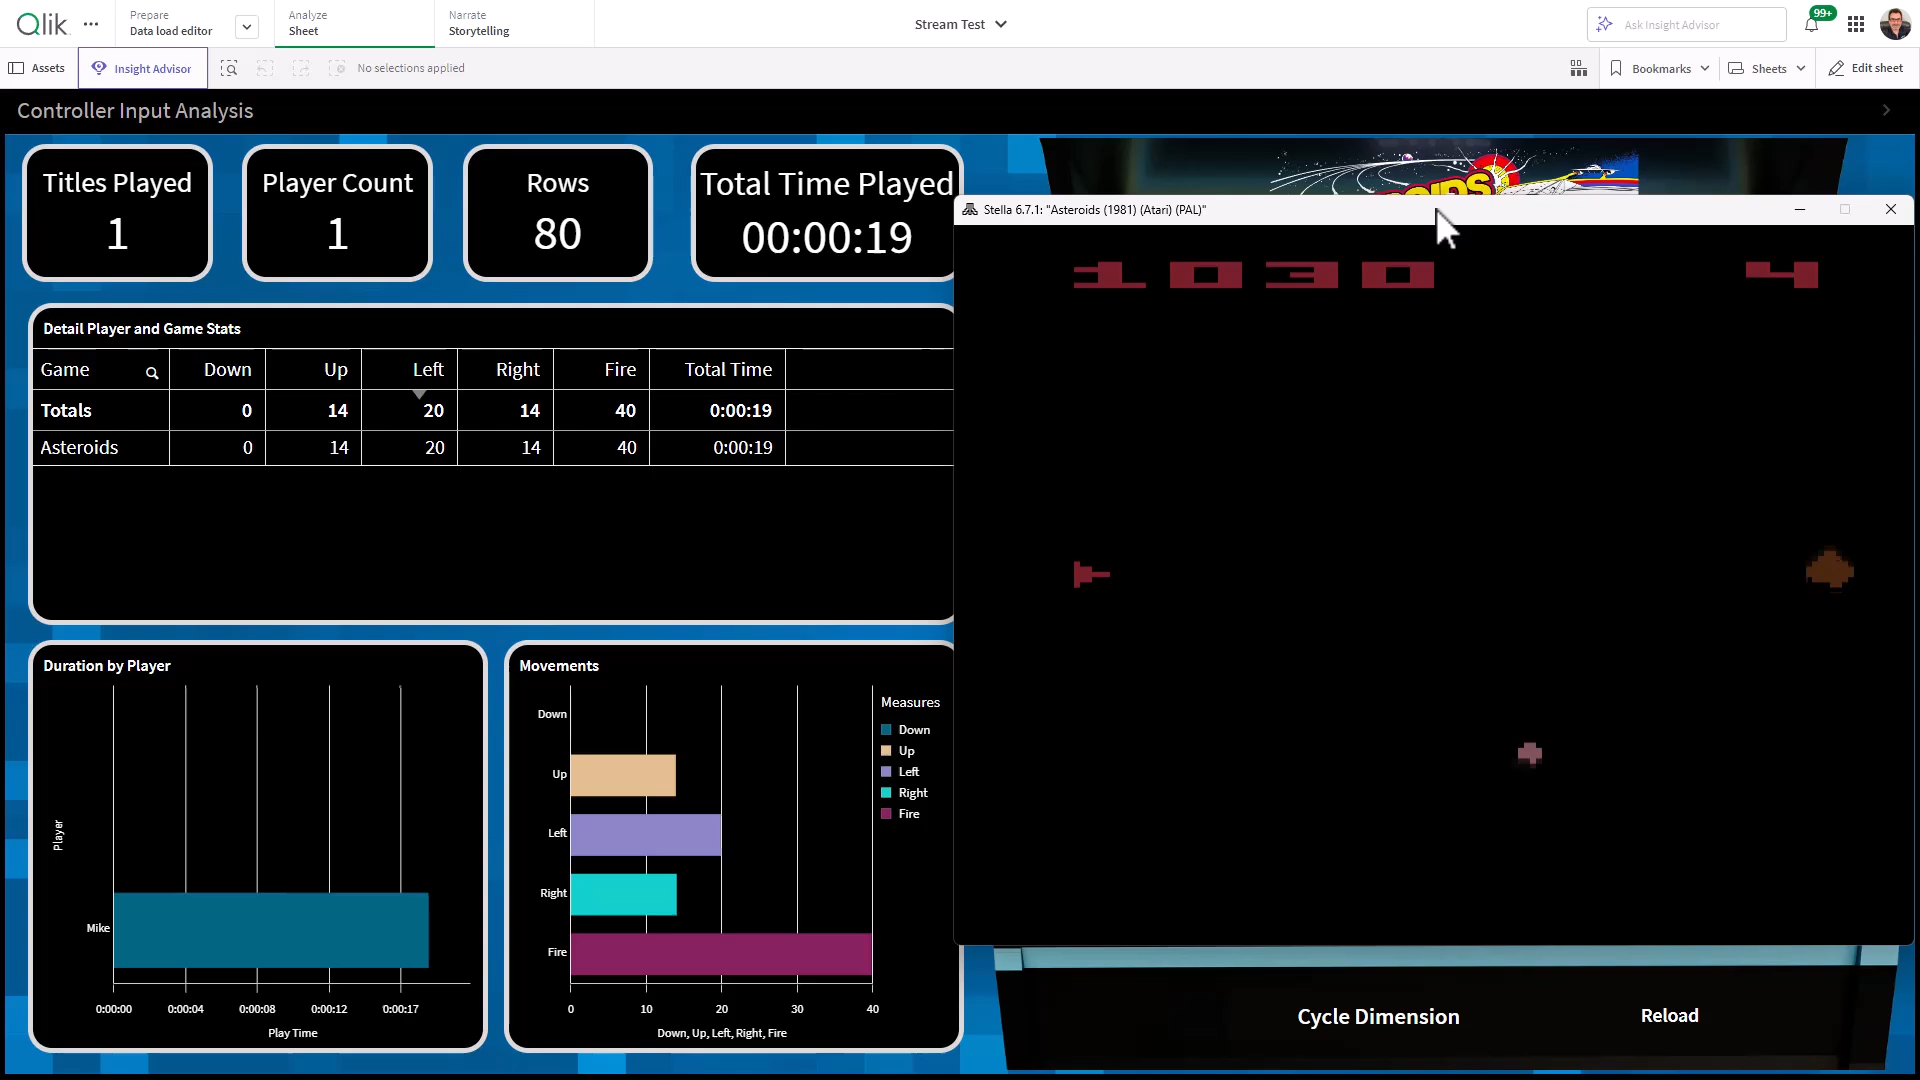 Qlik
Prepare
Data load editor
Analyze
Sheet
Narrate
Storytelling
Stream Test
Ask Insight Advisor
99+
Assets
Insight Advisor
No selections applied
Bookmarks
Sheets
Edit sheet
Controller Input Analysis
Titles Played
1
Player Count
1
Rows
80
Total Time Played
00:00:19
Stella 6.7.1: "Asteroids (1981) (Atari) (PAL)"
1030 4
Detail Player and Game Stats
Game Down Up Left Right Fire Total Time
Totals 0 14 20 14 40 0:00:19
Asteroids 0 14 20 14 40 0:00:19
Duration by Player
Player
Mike
0:00:00 0:00:04 0:00:08 0:00:12 0:00:17
Play Time
Movements
Down
Up
Left
Right
Fire
0 10 20 30 40
Down, Up, Left, Right, Fire
Measures
Down
Up
Left
Right
Fire
Cycle Dimension
Reload